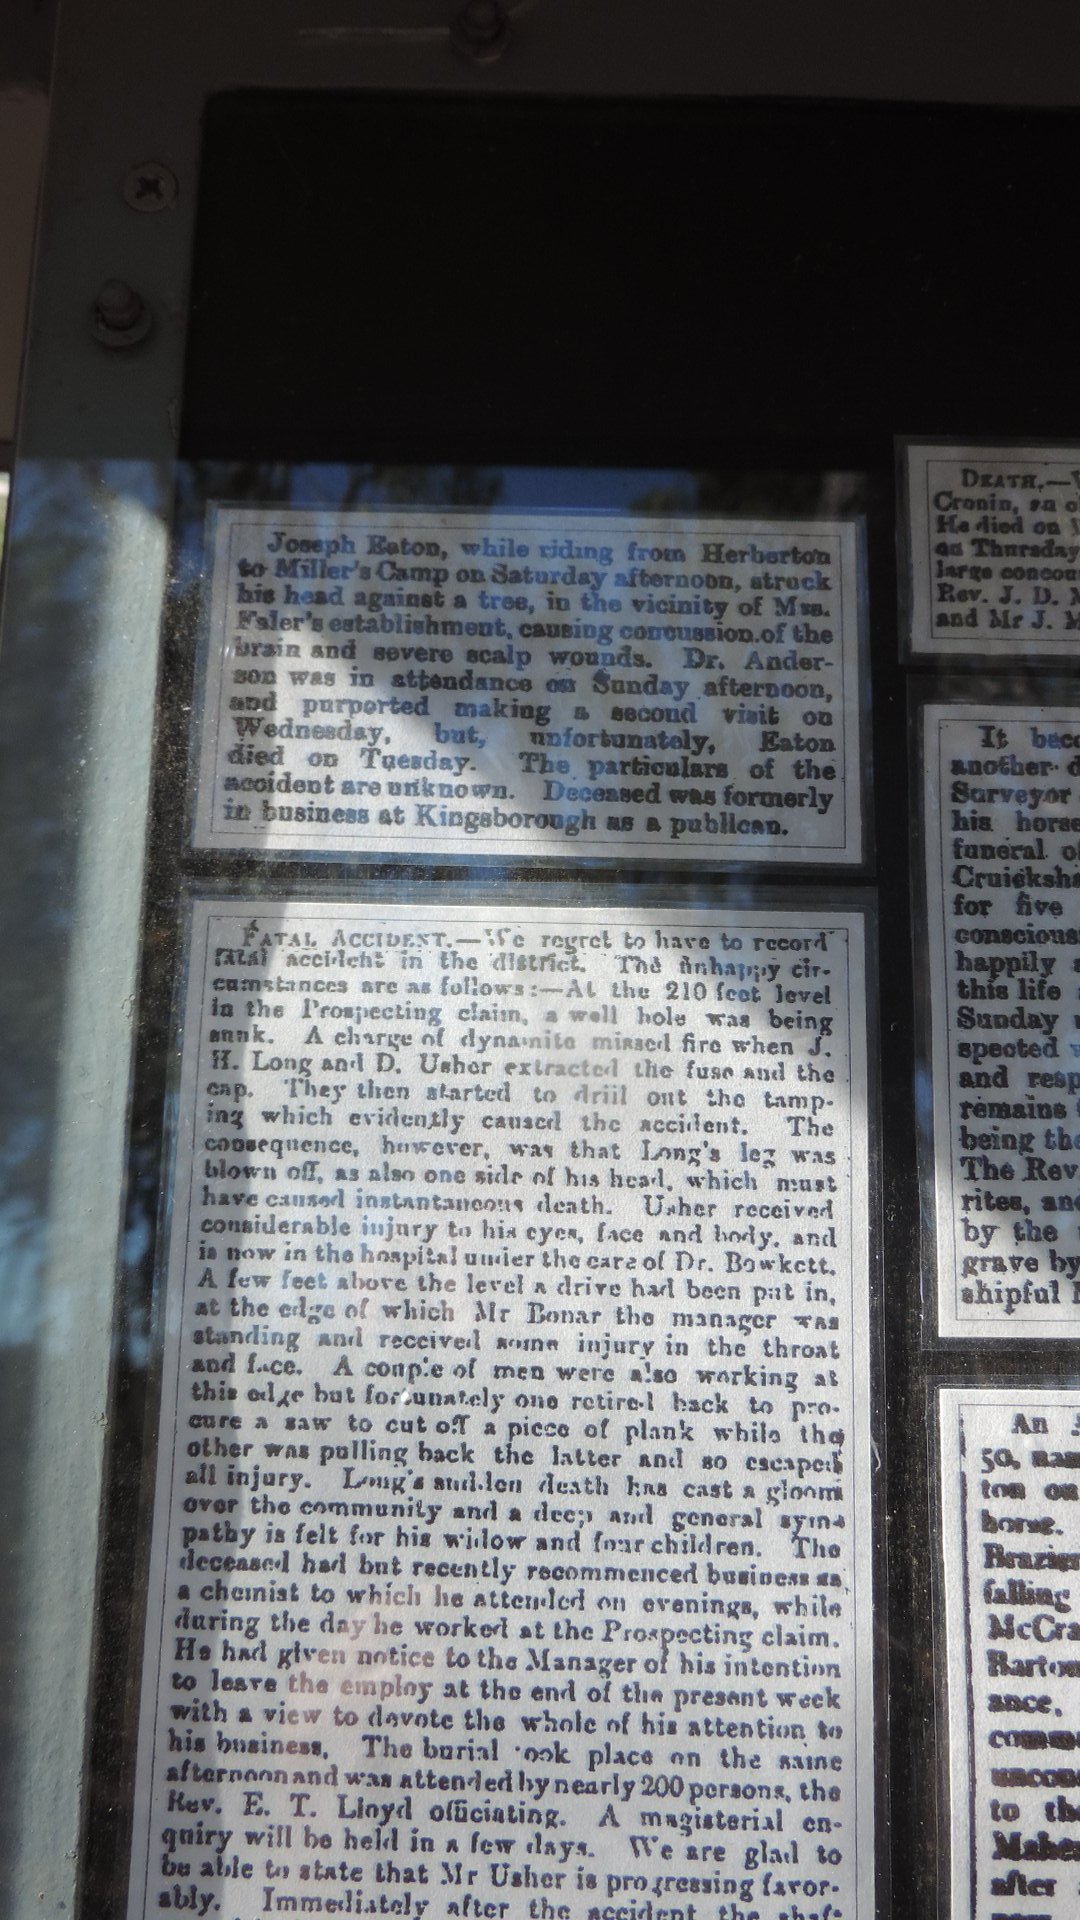 Joseph Eaton, while riding from Herberton
to Miller's Camp on Saturday afternoon, struck
his head against a tree, in the vicinity of Mrs.
Faler's establishment, causing concussion of the
brain and severe scalp wounds. Dr. Ander-
son was in attendance on Sunday afternoon,
and purported making a second visit on
Wednesday, but, unfortunately, Eaton
died on Tuesday. The particulars of the
accident are unknown. Deceased was formerly
in business at Kingsborough as a publican.
FATAL ACCIDENT.—We regret to have to record
fatal accident in the district. The unhappy cir-
cumstances are as follows:—At the 210 feet level
in the Prospecting claim, a well hole was being
sunk. A charge of dynamite missed fire when J.
H. Long and D. Usher extracted the fuse and the
cap. They then started to drill out the tamp-
ing which evidently caused the accident. The
consequence, however, was that Long's leg was
blown off, as also one side of his head, which must
have caused instantaneous death. Usher received
considerable injury to his eyes, face and body, and
is now in the hospital under the care of Dr. Bowkett.
A few feet above the level a drive had been put in,
at the edge of which Mr Bonar the manager was
standing and received some injury in the throat
and face. A couple of men were also working at
this edge but fortunately one retired back to pro-
cure a saw to cut off a piece of plank while the
other was pulling back the latter and so escaped
all injury. Long's sudden death has cast a gloom
over the community and a deep and general sym-
pathy is felt for his widow and four children. The
deceased had but recently recommenced business as
a chemist to which he attended on evenings, while
during the day he worked at the Prospecting claim.
He had given notice to the Manager of his intention
to leave the employ at the end of the present week
with a view to devote the whole of his attention to
his business. The burial ook place on the same
afternoon and was attended by nearly 200 persons, the
Rev. E. T. Lloyd officiating. A magisterial en-
quiry will be held in a few days. We are glad to
be able to state that Mr Usher is progressing favor-
ably. Immediately after the accident the shaft
DEATH.—
Cronin, an o
He died on
on Thursday
large concou
Rev. J. D.
and Mr J. M
It beco
another d
Surveyor
his horse
funeral o
Cruicksha
for five
conscious
happily
this life
Sunday
spected
and resp
remains
being the
The Rev
rites, and
by the
grave by
shipful
An
50, nam
ton on
horse.
Brazier
falling
McCra
Barton
ance,
comm
uncon
to the
Mahe
after